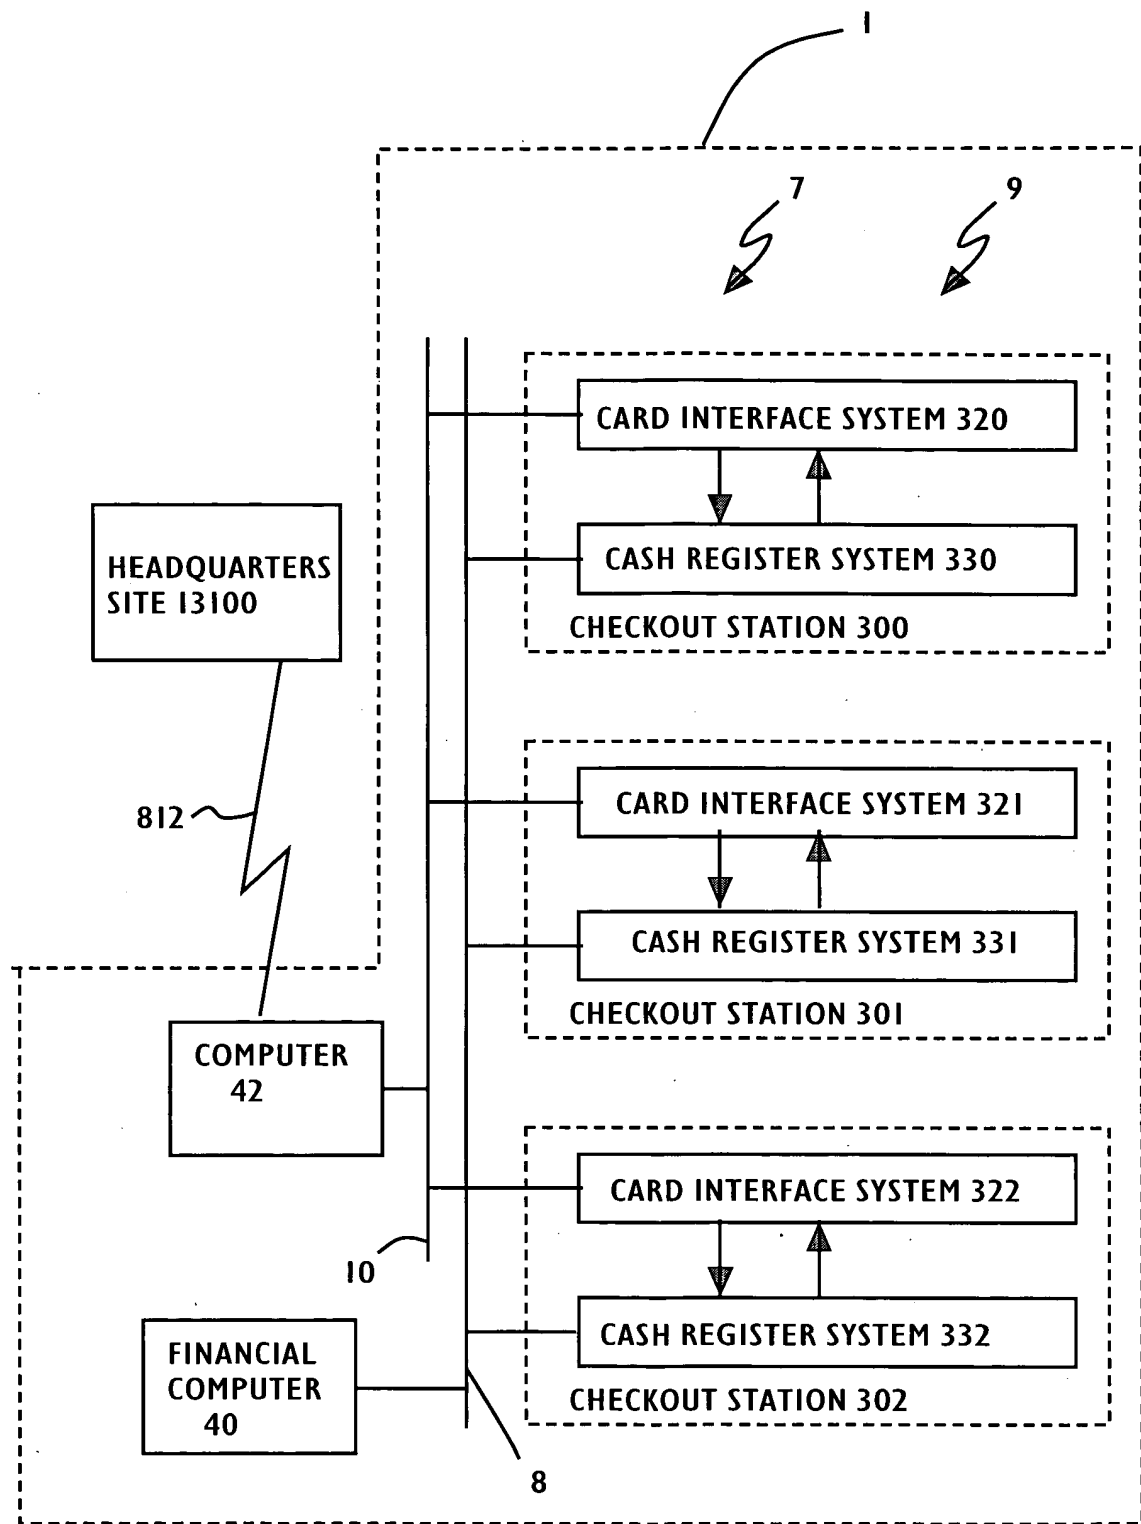 1
7
9
CARD INTERFACE SYSTEM 320
CASH REGISTER SYSTEM 330
CHECKOUT STATION 300
HEADQUARTERS
SITE 13100
812
CARD INTERFACE SYSTEM 321
CASH REGISTER SYSTEM 331
CHECKOUT STATION 301
COMPUTER
42
CARD INTERFACE SYSTEM 322
CASH REGISTER SYSTEM 332
CHECKOUT STATION 302
10
FINANCIAL
COMPUTER
40
8